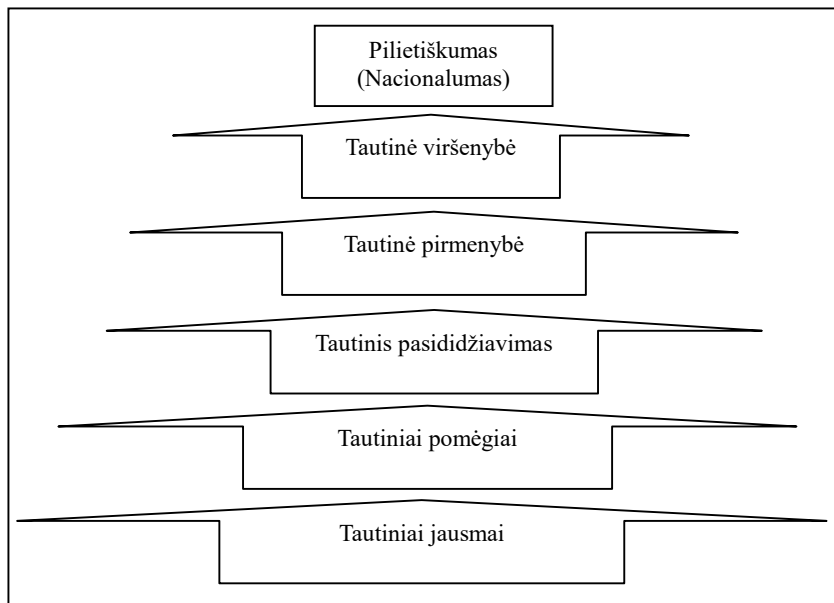 Pilietiškumas
(Nacionalumas)
Tautinė viršenybė
Tautinė pirmenybė
Tautinis pasididžiavimas
Tautiniai pomėgiai
Tautiniai jausmai